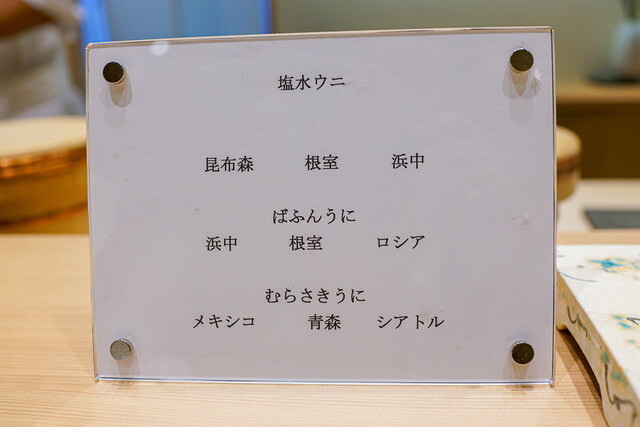 塩水ウニ
昆布森 根室 浜中
ばふんうに
浜中 根室 ロシア
むらさきうに
メキシコ 青森 シアトル